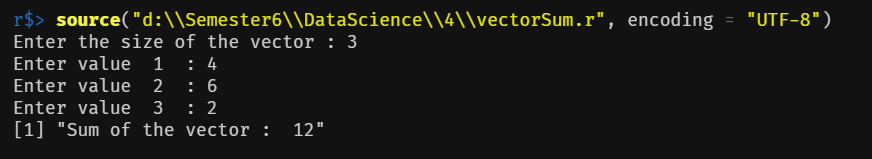 r$> source("d:\\Semester6\\DataScience\\4\\vectorSum.r", encoding = "UTF-8")
Enter the size of the vector : 3
Enter value  1  : 4
Enter value  2  : 6
Enter value  3  : 2
[1] "Sum of the vector :  12"